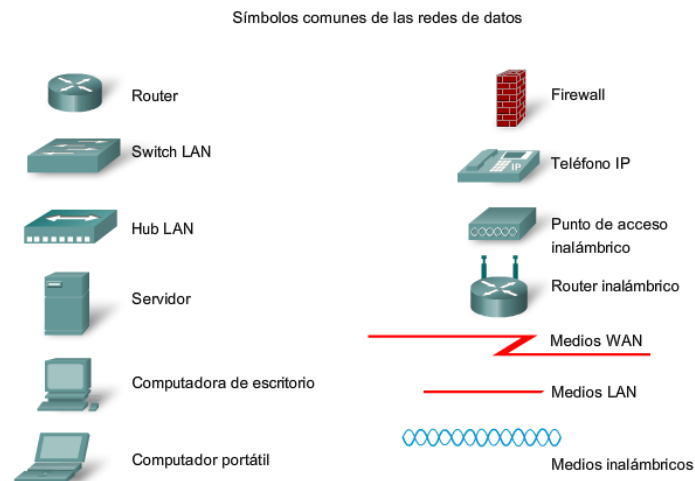 Símbolos comunes de las redes de datos
Router
Switch LAN
Hub LAN
Servidor
Computadora de escritorio
Computador portátil
Firewall
IP
Teléfono IP
Punto de acceso
inalámbrico
Router inalámbrico
Medios WAN
Medios LAN
Medios inalámbricos